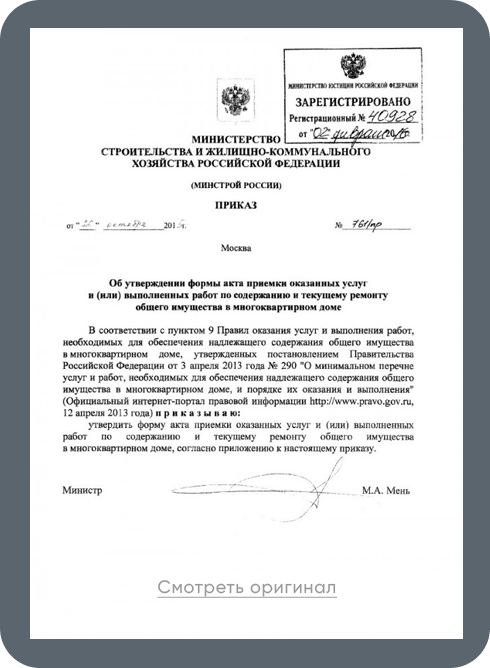 МИНИСТЕРСТВО ЮСТИЦИИ РОССИЙСКОЙ ФЕДЕРАЦИИ
ЗАРЕГИСТРИРОВАНО
Регистрационный № 40928
от "02" февраля 2016
МИНИСТЕРСТВО
СТРОИТЕЛЬСТВА И ЖИЛИЩНО-КОММУНАЛЬНОГО
ХОЗЯЙСТВА РОССИЙСКОЙ ФЕДЕРАЦИИ
(МИНСТРОЙ РОССИИ)
ПРИКАЗ
от "26" октября 2015г.
№ 761/пр
Москва
Об утверждении формы акта приемки оказанных услуг
и (или) выполненных работ по содержанию и текущему ремонту
общего имущества в многоквартирном доме
В соответствии с пунктом 9 Правил оказания услуг и выполнения работ,
необходимых для обеспечения надлежащего содержания общего имущества
в многоквартирном доме, утвержденных постановлением Правительства
Российской Федерации от 3 апреля 2013 года № 290 "О минимальном перечне
услуг и работ, необходимых для обеспечения надлежащего содержания общего
имущества в многоквартирном доме, и порядке их оказания и выполнения"
(Официальный интернет-портал правовой информации http://www.pravo.gov.ru,
12 апреля 2013 года) приказываю:
утвердить форму акта приемки оказанных услуг и (или) выполненных
работ по содержанию и текущему ремонту общего имущества
в многоквартирном доме, согласно приложению к настоящему приказу.
Министр
М.А. Мень
Смотреть оригинал